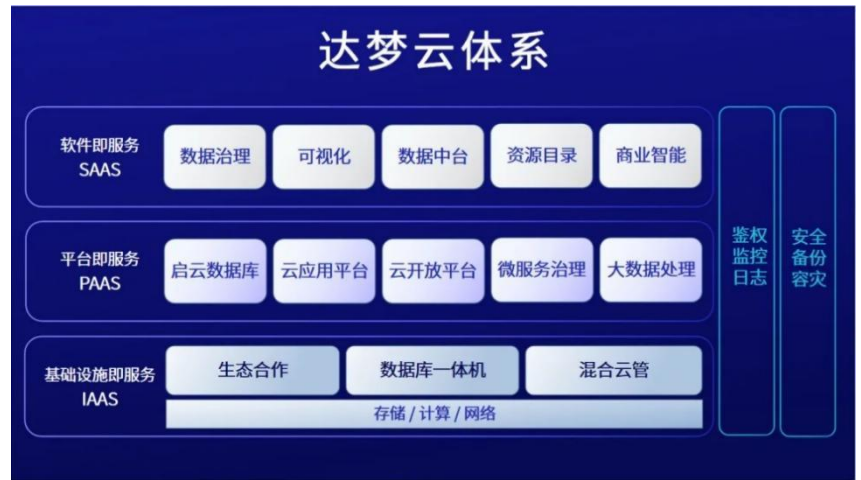 达梦云体系
软件即服务
SAAS
数据治理
可视化
数据中台
资源目录
商业智能
平台即服务
PAAS
启云数据库
云应用平台
云开放平台
微服务治理
大数据处理
基础设施即服务
IAAS
生态合作
数据库一体机
混合云管
存储/计算/网络
鉴权
监控
日志
安全
备份
容灾